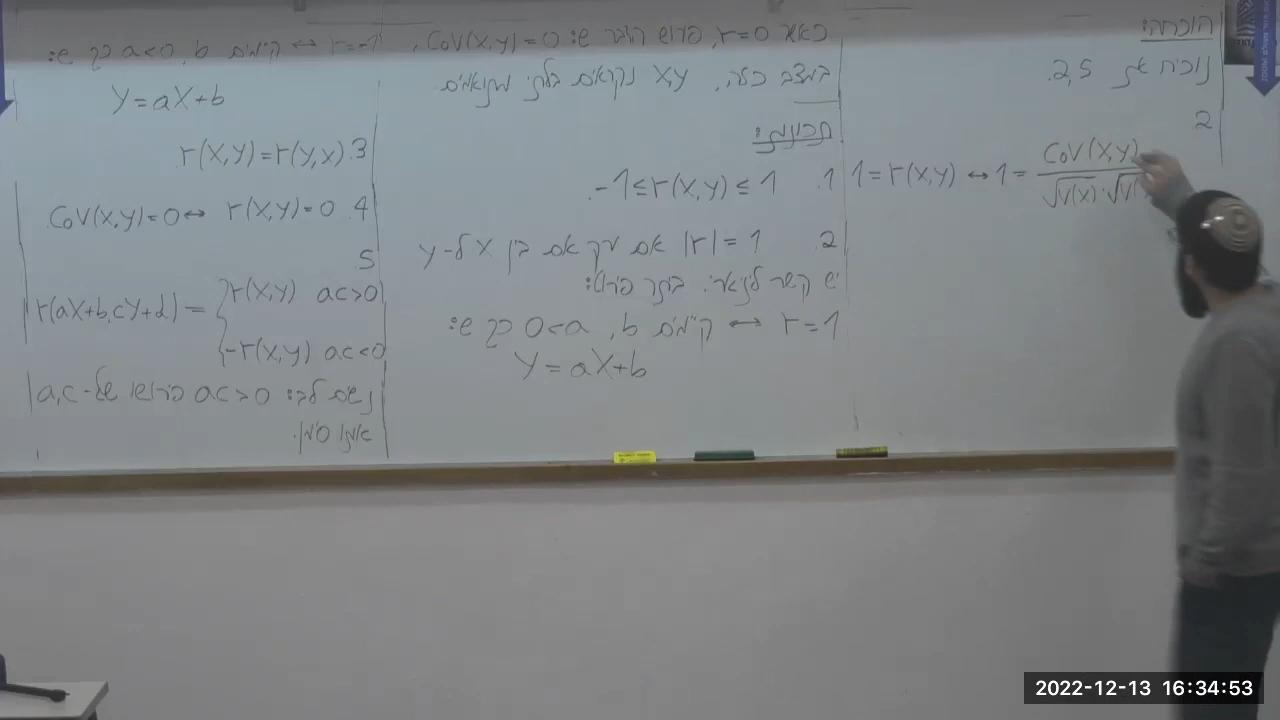 כאשר r=0, פירוש הדבר ש: CoV(X,Y)=0,
במצב כזה, X,Y נקראים בלתי מתואמים.
תכונות:
1. -1≤r(X,Y)≤1
2. |r|=1 אם ורק אם בין X ל-Y
יש קשר לינארי. ביתר פירוט:
r=1 ↔ קיימים b, 0<a כך ש:
Y=aX+b
r=-1 ↔ קיימים b, a<0 כך ש:
Y=aX+b
3. r(X,Y)=r(Y,X)
4. r(X,Y)=0 ↔ CoV(X,Y)=0.
5.
r(aX+b,cY+d)= { r(X,Y) ac>0
-r(X,Y) ac<0
נשים לב: ac>0 פירושו של-a,c
אותו סימן.
הוכחה:
נוכיח את 2,5.
2
1=r(X,Y) ↔ 1= CoV(X,Y)
√V(X)·√V(
2022-12-13 16:34:53